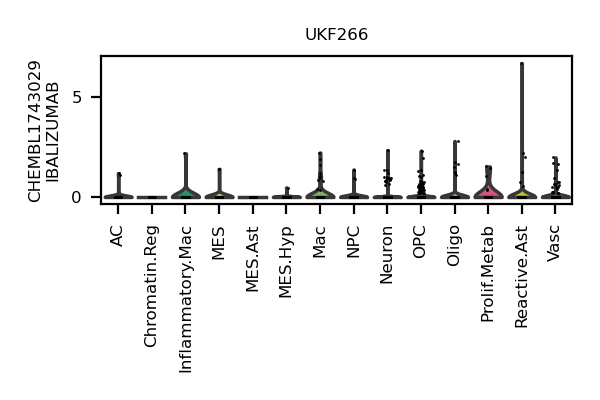 UKF266
CHEMBL1743029
IBALIZUMAB
5
0
AC
Chromatin.Reg
Inflammatory.Mac
MES
MES.Ast
MES.Hyp
Mac
NPC
Neuron
OPC
Oligo
Prolif.Metab
Reactive.Ast
Vasc